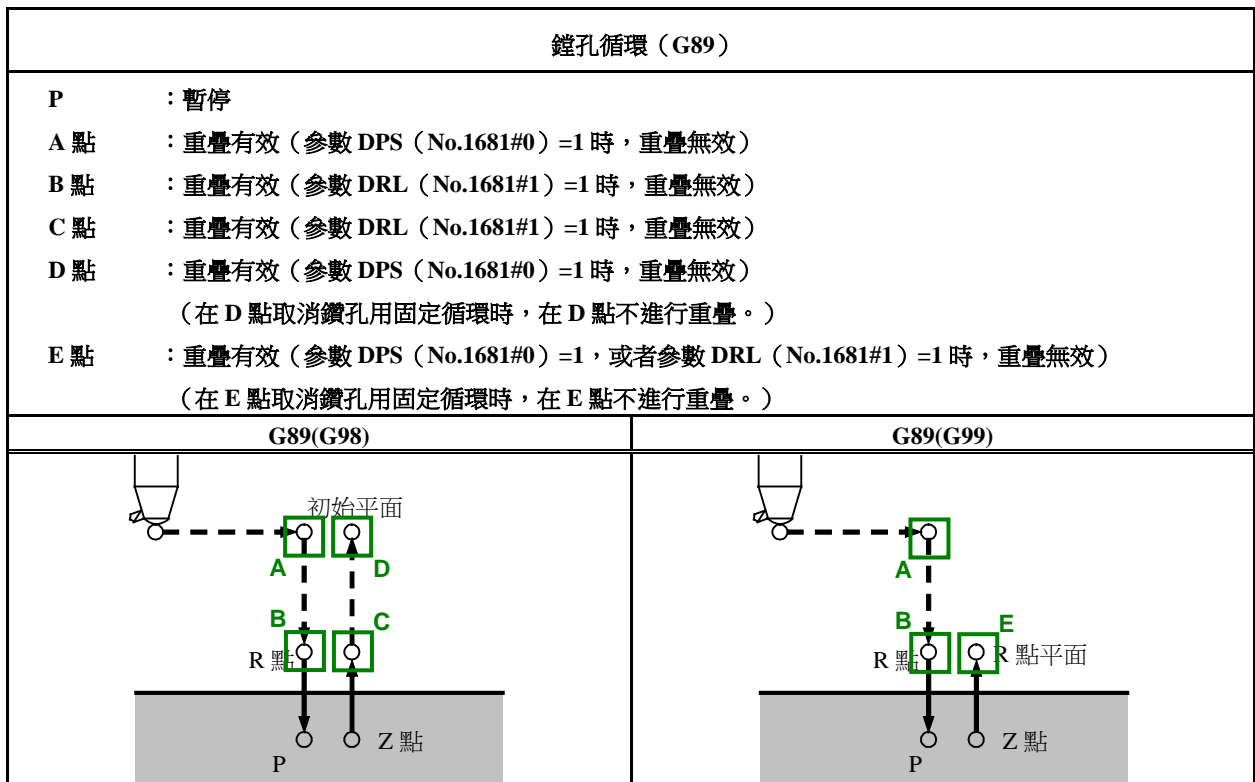 鏜孔循環（G89）
P ：暫停
A 點 ：重疊有效（參數 DPS（No.1681#0）=1 時，重疊無效）
B 點 ：重疊有效（參數 DRL（No.1681#1）=1 時，重疊無效）
C 點 ：重疊有效（參數 DRL（No.1681#1）=1 時，重疊無效）
D 點 ：重疊有效（參數 DPS（No.1681#0）=1 時，重疊無效）
（在 D 點取消鑽孔用固定循環時，在 D 點不進行重疊。）
E 點 ：重疊有效（參數 DPS（No.1681#0）=1，或者參數 DRL（No.1681#1）=1 時，重疊無效）
（在 E 點取消鑽孔用固定循環時，在 E 點不進行重疊。）
G89(G98)
初始平面
A
D
B
C
R 點
Z 點
P
G89(G99)
A
B
E
R 點
R 點平面
Z 點
P